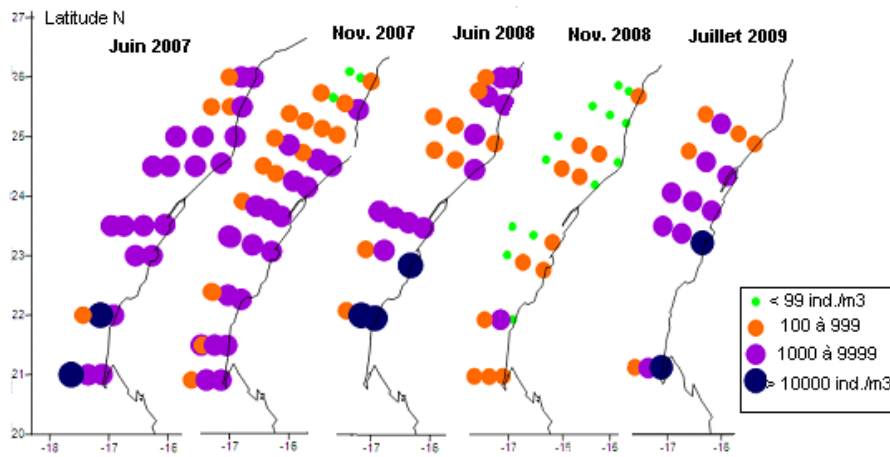 Latitude N
Juin 2007
Nov. 2007
Juin 2008
Nov. 2008
Juillet 2009
27
26
25
24
23
22
21
20
-18 -17 -16
-17 -16
-17
-17 -16
-17 -16
< 99 ind./m3
100 à 999
1000 à 9999
> 10000 ind./m3